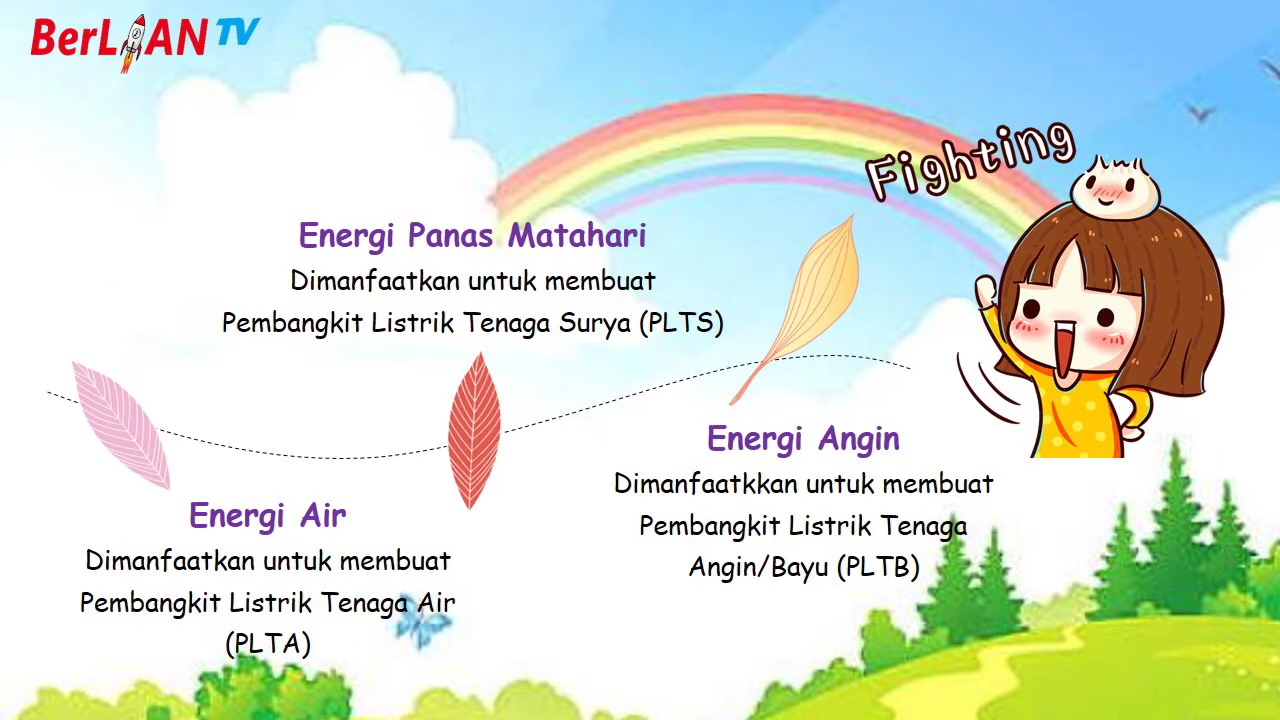 BerLIAN TV
Fighting
Energi Panas Matahari
Dimanfaatkan untuk membuat
Pembangkit Listrik Tenaga Surya (PLTS)
Energi Air
Dimanfaatkan untuk membuat
Pembangkit Listrik Tenaga Air
(PLTA)
Energi Angin
Dimanfaatkkan untuk membuat
Pembangkit Listrik Tenaga
Angin/Bayu (PLTB)